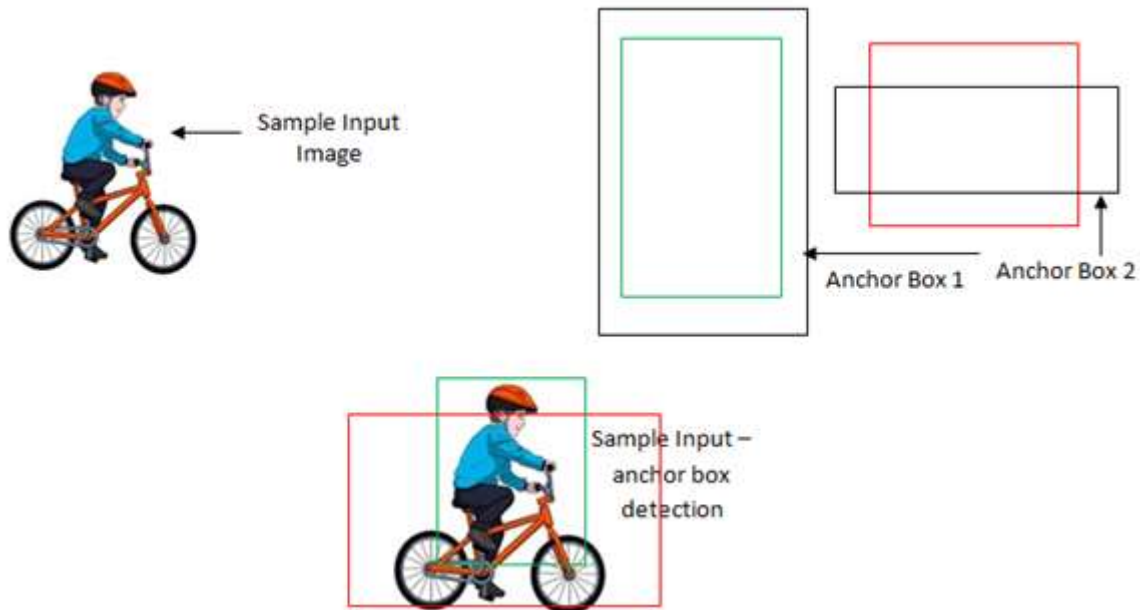 Sample Input
Image
Anchor Box 1
Anchor Box 2
Sample Input –
anchor box
detection